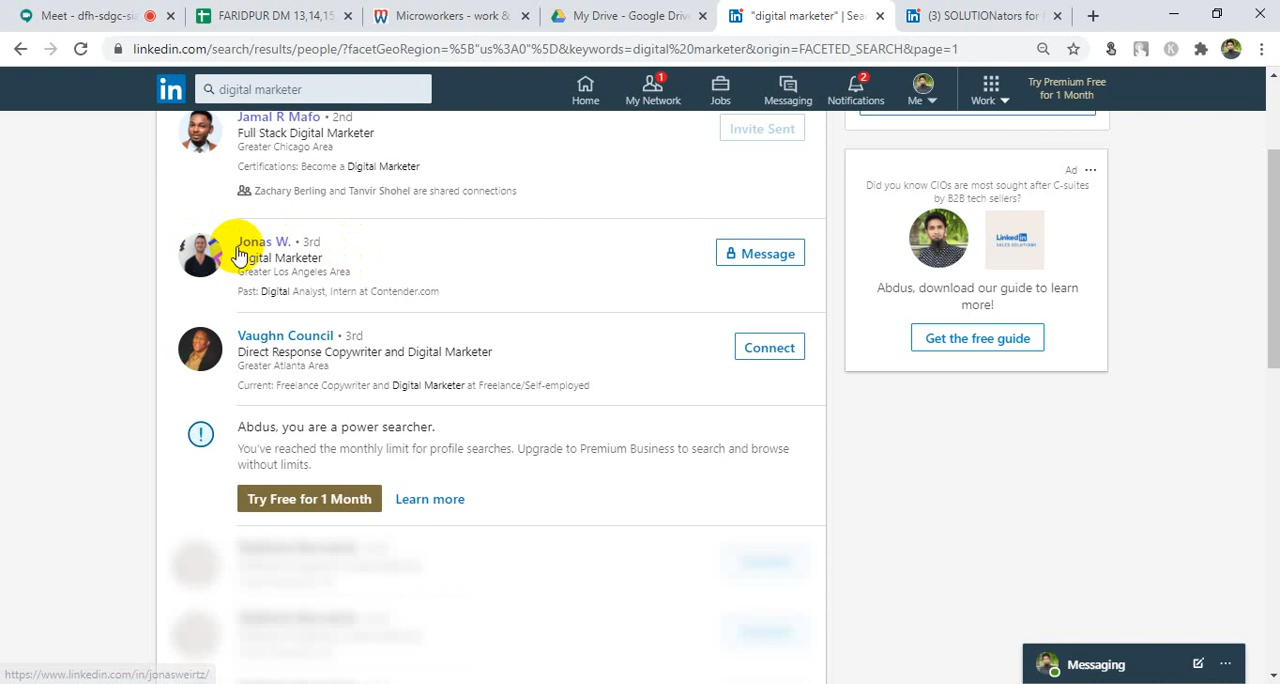 Meet - dfh-sdgc-sia
FARIDPUR DM 13,14,15
Microworkers - work &
My Drive - Google Driv
"digital marketer" | Sea
(3) SOLUTIONators for
linkedin.com/search/results/people/?facetGeoRegion=%5B"us%3A0"%5D&keywords=digital%20marketer&origin=FACETED_SEARCH&page=1
in
digital marketer
Home
1
My Network
Jobs
Messaging
2
Notifications
Me
Work
Try Premium Free
for 1 Month
Jamal R Mafo • 2nd
Full Stack Digital Marketer
Greater Chicago Area
Certifications: Become a Digital Marketer
Zachary Berling and Tanvir Shohel are shared connections
Invite Sent
Jonas W. • 3rd
Digital Marketer
Greater Los Angeles Area
Past: Digital Analyst, Intern at Contender.com
Message
Vaughn Council • 3rd
Direct Response Copywriter and Digital Marketer
Greater Atlanta Area
Current: Freelance Copywriter and Digital Marketer at Freelance/Self-employed
Connect
Abdus, you are a power searcher.
You've reached the monthly limit for profile searches. Upgrade to Premium Business to search and browse
without limits.
Try Free for 1 Month
Learn more
Ad
Did you know CIOs are most sought after C-suites
by B2B tech sellers?
Linked in
SALES SOLUTIONS
Abdus, download our guide to learn
more!
Get the free guide
Messaging
https://www.linkedin.com/in/jonasweirtz/